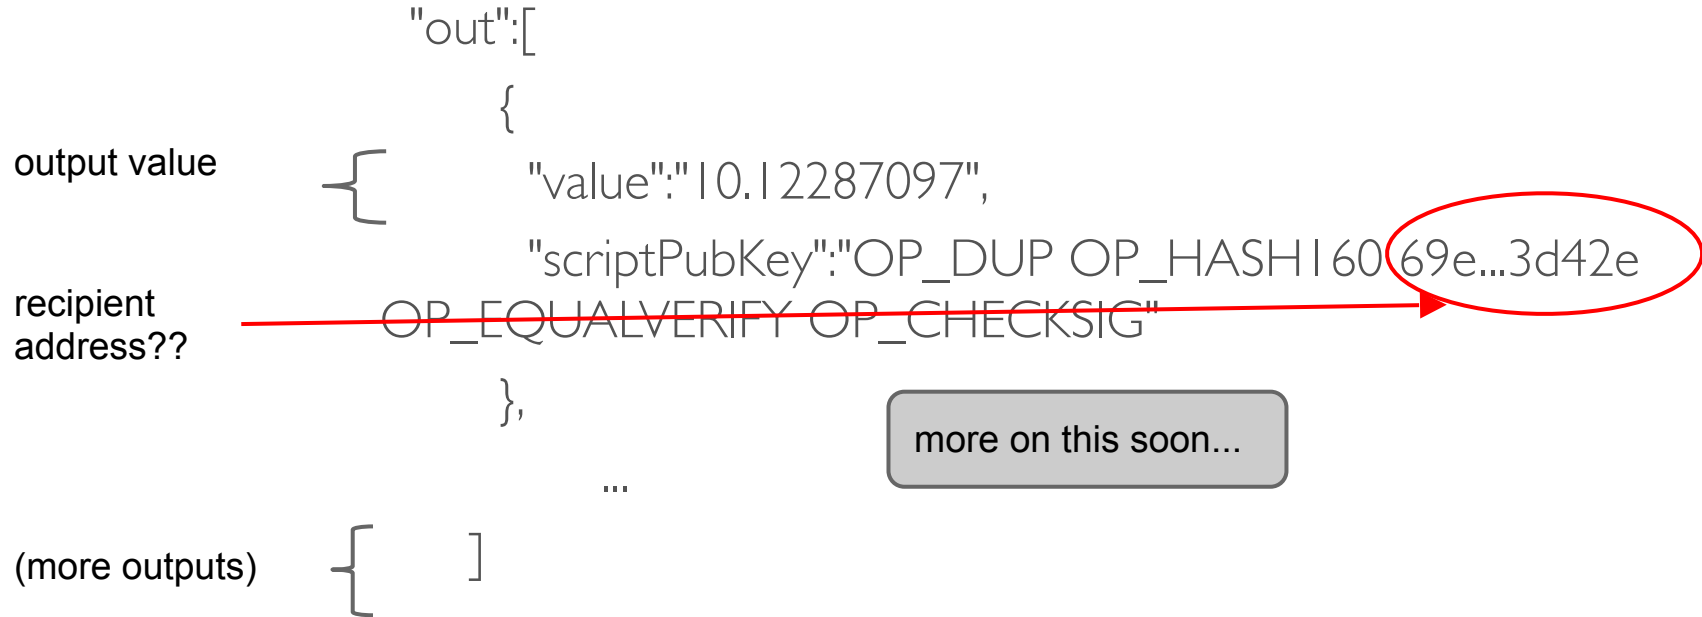 "out":[
{
output value
"value":"10.12287097",
"scriptPubKey":"OP_DUP OP_HASH160 69e...3d42e
recipient
address??
OP_EQUALVERIFY OP_CHECKSIG"
},
more on this soon...
...
(more outputs)
]